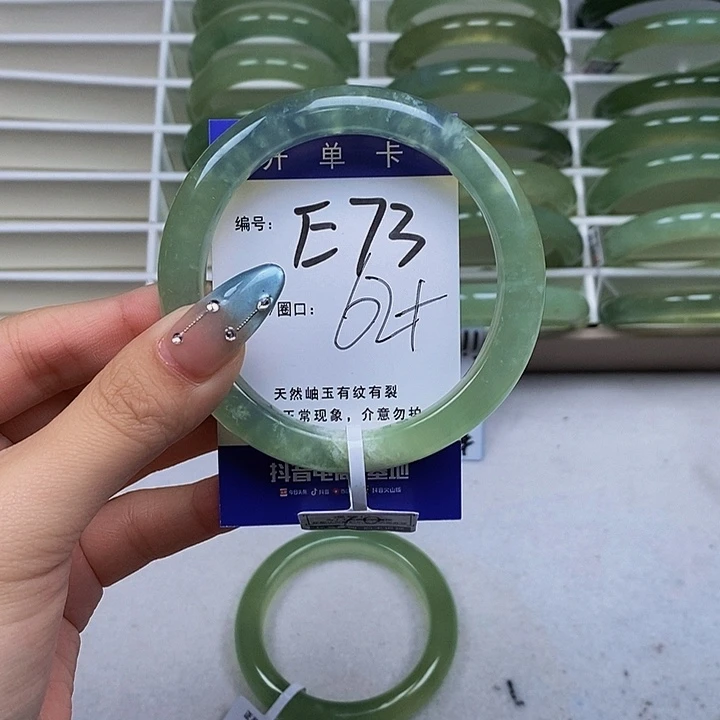 开单卡
编号: E73
圈口: 62+
天然岫玉有纹有裂
正常现象，介意勿拍
抖音电商基地